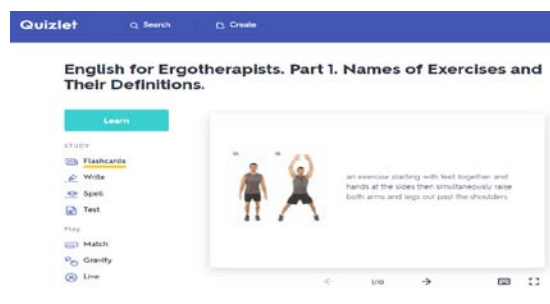 Quizlet
Search
Create
English for Ergotherapists. Part 1. Names of Exercises and
Their Definitions.
Learn
STUDY
Flashcards
Write
Spell
Test
PLAY
Match
Gravity
Live
an exercise starting with feet together and
hands at the sides then simultaneously raise
both arms and legs out past the shoulders.
1/10